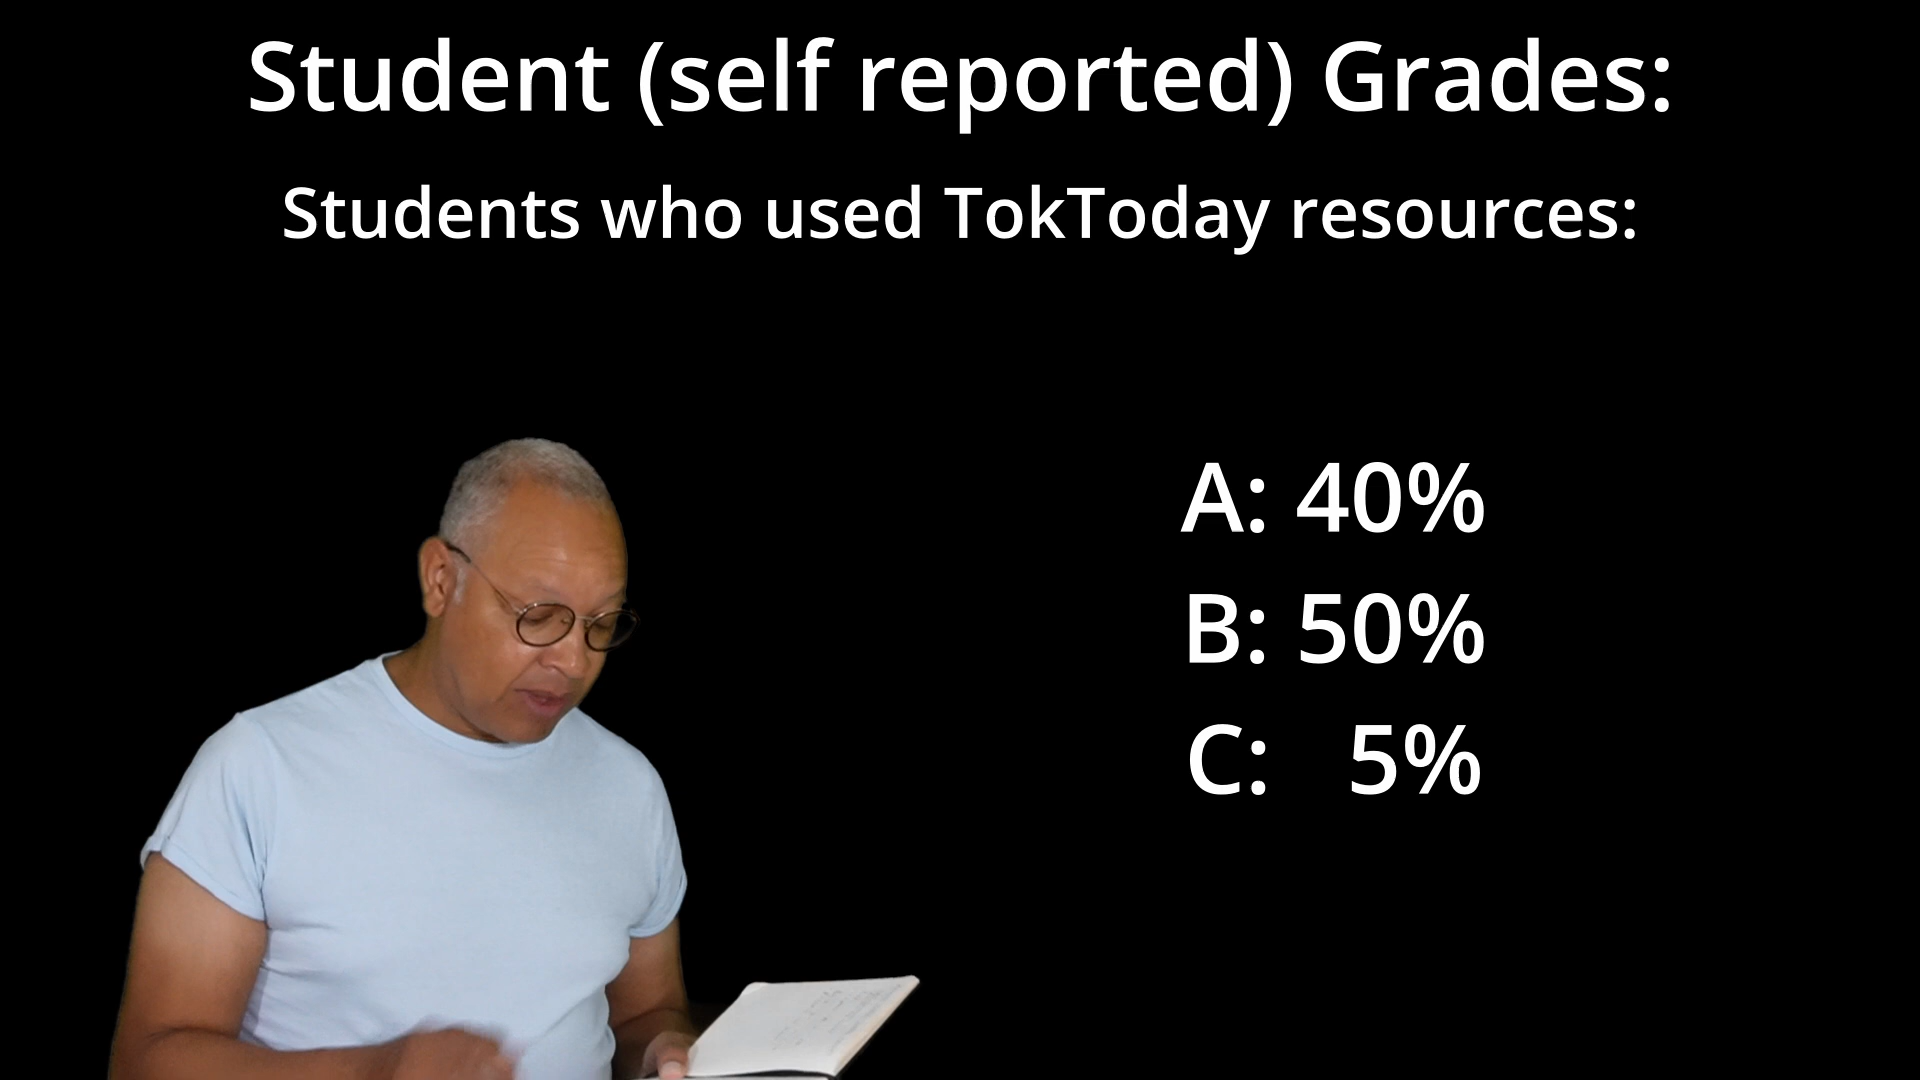 Student (self reported) Grades:
Students who used TokToday resources:
A: 40%
B: 50%
C: 5%